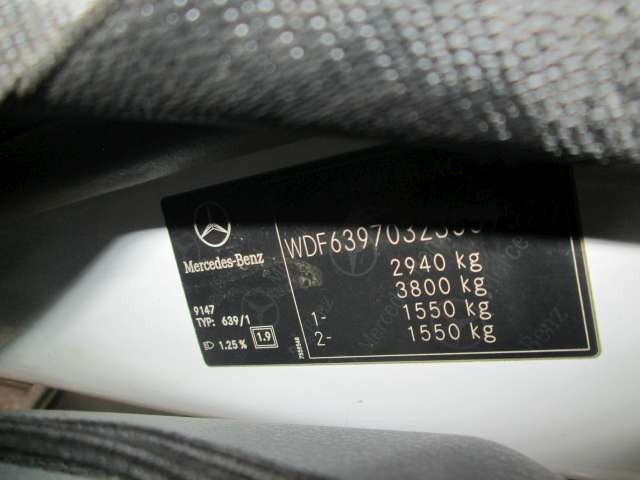 WDF63970323
Mercedes-Benz
2940 kg
3800 kg
1- 1550 kg
2- 1550 kg
9147
TYP: 639/1
1.25 % 1.9